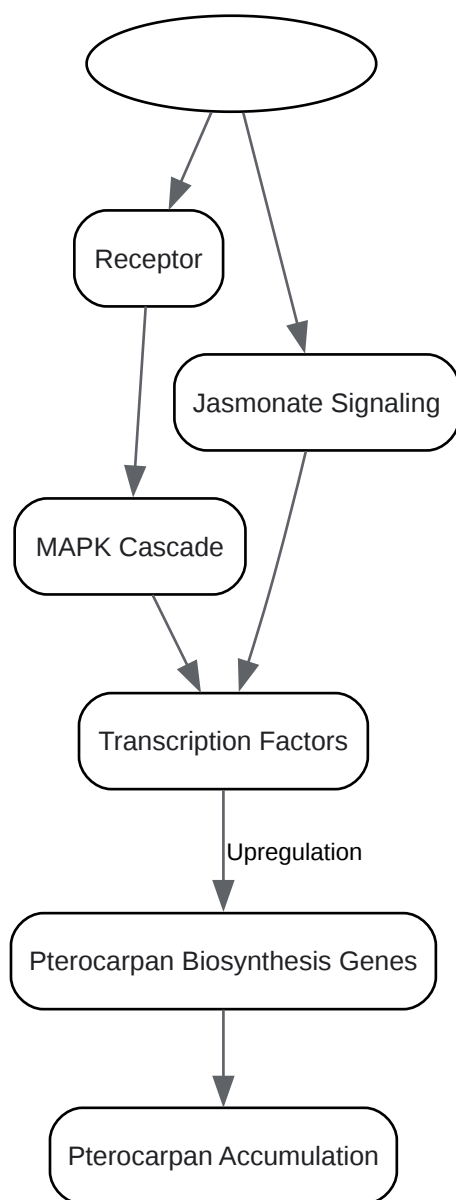 Receptor
Jasmonate Signaling
MAPK Cascade
Transcription Factors
Upregulation
Pterocarpan Biosynthesis Genes
Pterocarpan Accumulation